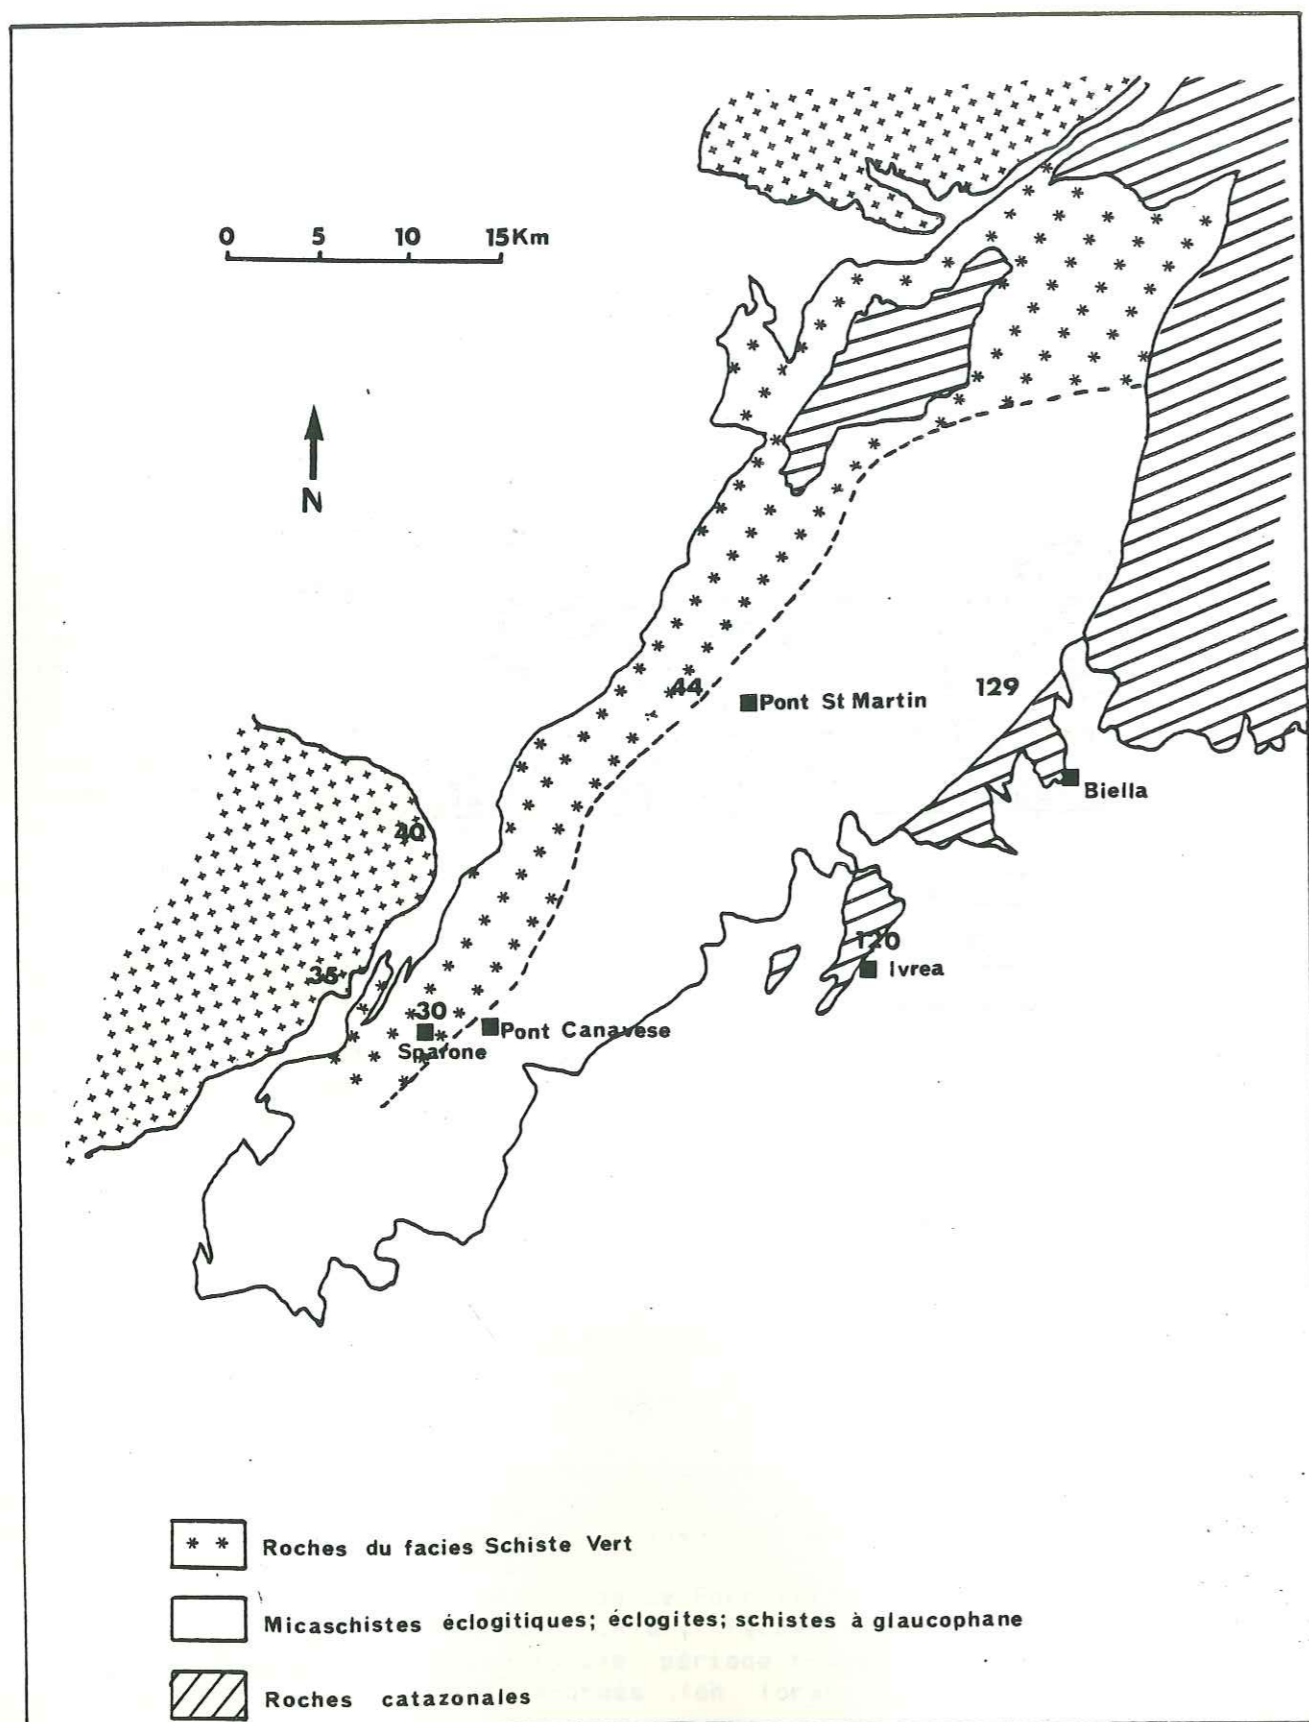 0 5 10 15Km
N
44
Pont St Martin
129
Biella
40
120
Ivrea
35
30
Pont Canavese
Sparone
Roches du facies Schiste Vert
Micaschistes éclogitiques; éclogites; schistes à glaucophane
Roches catazonales